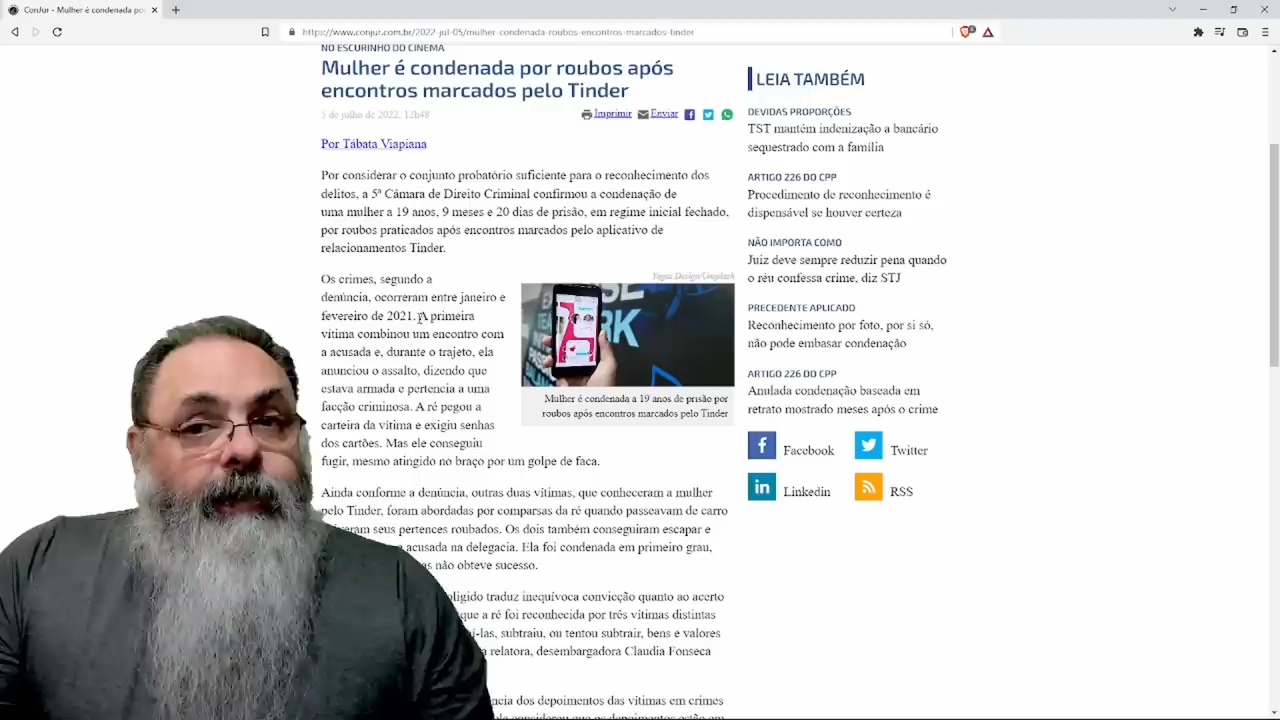 ConJur - Mulher é condenada po
https://www.conjur.com.br/2022-jul-05/mulher-condenada-roubos-encontros-marcados-tinder
NO ESCURINHO DO CINEMA
Mulher é condenada por roubos após
encontros marcados pelo Tinder
5 de julho de 2022, 12h48
Imprimir Enviar
Por Tábata Viapiana
Por considerar o conjunto probatório suficiente para o reconhecimento dos
delitos, a 5ª Câmara de Direito Criminal confirmou a condenação de
uma mulher a 19 anos, 9 meses e 20 dias de prisão, em regime inicial fechado,
por roubos praticados após encontros marcados pelo aplicativo de
relacionamentos Tinder.
Os crimes, segundo a
denúncia, ocorreram entre janeiro e
fevereiro de 2021. A primeira
vítima combinou um encontro com
a acusada e, durante o trajeto, ela
anunciou o assalto, dizendo que
estava armada e pertencia a uma
facção criminosa. A ré pegou a
carteira da vítima e exigiu senhas
dos cartões. Mas ele conseguiu
fugir, mesmo atingido no braço por um golpe de faca.
Yogas Design/Unsplash
Mulher é condenada a 19 anos de prisão por
roubos após encontros marcados pelo Tinder
Ainda conforme a denúncia, outras duas vítimas, que conheceram a mulher
pelo Tinder, foram abordadas por comparsas da ré quando passeavam de carro
seus pertences roubados. Os dois também conseguiram escapar e
acusada na delegacia. Ela foi condenada em primeiro grau,
não obteve sucesso.
traduz inequívoca convicção quanto ao acerto
que a ré foi reconhecida por três vítimas distintas
subtraiu, ou tentou subtrair, bens e valores
relatora, desembargadora Claudia Fonseca
dos depoimentos das vítimas em crimes
considerou que os depoimentos estão em
LEIA TAMBÉM
DEVIDAS PROPORÇÕES
TST mantém indenização a bancário
sequestrado com a família
ARTIGO 226 DO CPP
Procedimento de reconhecimento é
dispensável se houver certeza
NÃO IMPORTA COMO
Juiz deve sempre reduzir pena quando
o réu confessa crime, diz STJ
PRECEDENTE APLICADO
Reconhecimento por foto, por si só,
não pode embasar condenação
ARTIGO 226 DO CPP
Anulada condenação baseada em
retrato mostrado meses após o crime
Facebook Twitter
Linkedin RSS